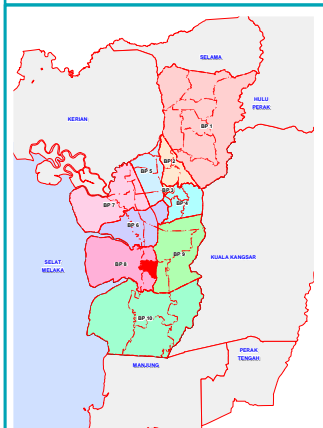 SELAMA
HULU
PERAK
KERIAN
BP 1
BP 2
BP 5
BP 3
BP 4
BP 7
BP 6
BP 9
SELAT
MELAKA
BP 8
KUALA KANGSAR
BP 10
PERAK
TENGAH
MANJUNG